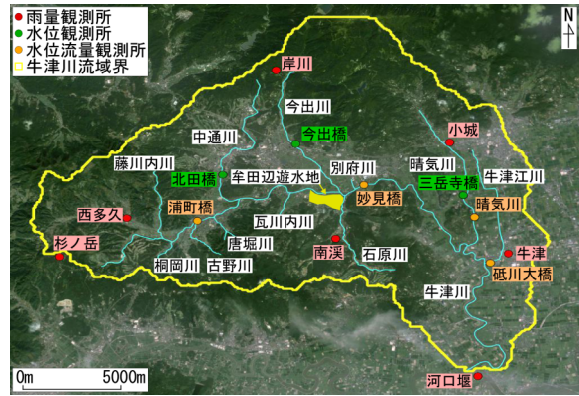 雨量観測所
水位観測所
水位流量観測所
牛津川流域界
N
岸川
今出川
中通川
今出橋
小城
藤川内川
別府川
晴気川
牛津江川
北田橋
牟田辺遊水地
三岳寺橋
妙見橋
西多久
浦町橋
瓦川内川
晴気川
唐堀川
杉ノ岳
南渓
石原川
牛津
桐岡川
古野川
砥川大橋
牛津川
0m
5000m
河口堰